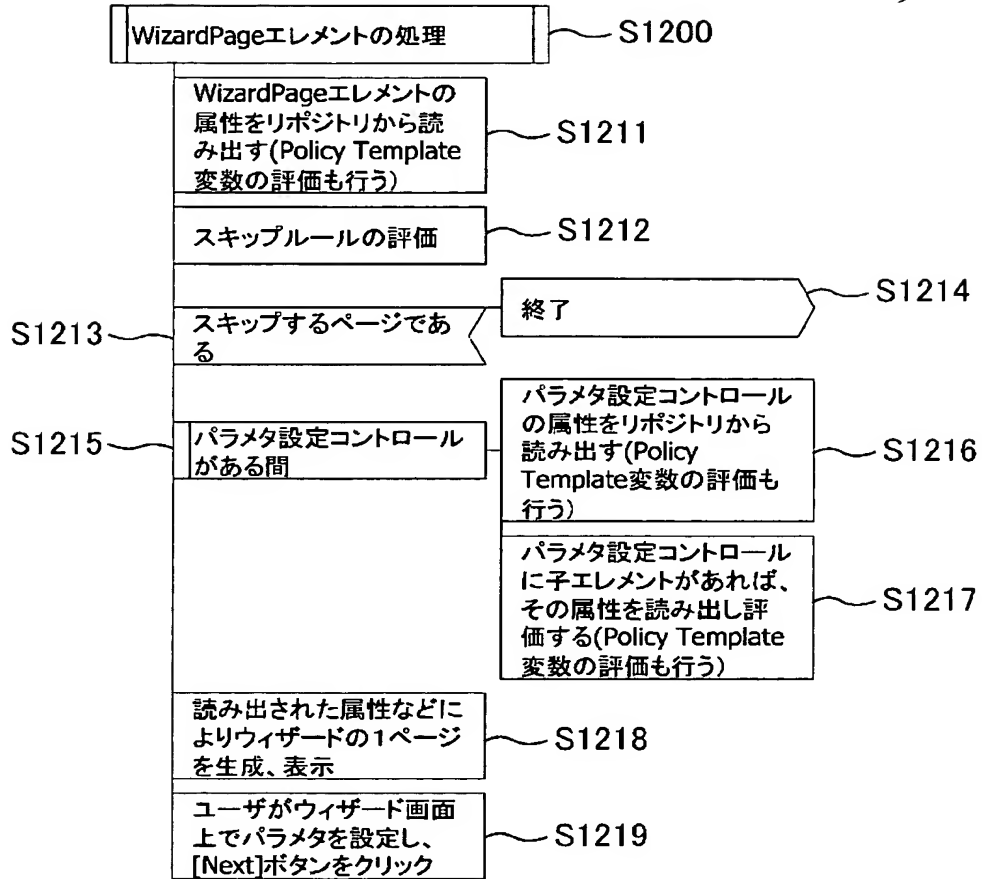 WizardPageエレメントの処理
S1200
WizardPageエレメントの
属性をリポジトリから読
み出す(Policy Template
変数の評価も行う)
S1211
スキップルールの評価
S1212
S1213
スキップするページであ
る
終了
S1214
S1215
パラメタ設定コントロール
がある間
パラメタ設定コントロール
の属性をリポジトリから
読み出す(Policy
Template変数の評価も
行う)
S1216
パラメタ設定コントロール
に子エレメントがあれば、
その属性を読み出し評
価する(Policy Template
変数の評価も行う)
S1217
読み出された属性などに
よりウィザードの1ページ
を生成、表示
S1218
ユーザがウィザード画面
上でパラメタを設定し、
[Next]ボタンをクリック
S1219